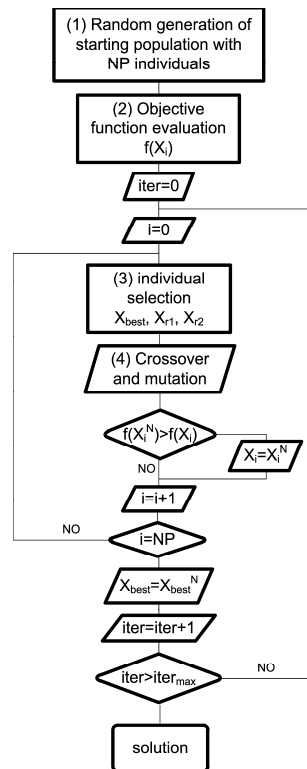 (1) Random generation of
starting population with
NP individuals
(2) Objective
function evaluation
f(Xi)
iter=0
i=0
(3) individual
selection
Xbest, Xr1, Xr2
(4) Crossover
and mutation
f(XiN)>f(Xi)
Xi=XiN
NO
i=i+1
NO
i=NP
Xbest=XbestN
iter=iter+1
NO
iter>itermax
solution